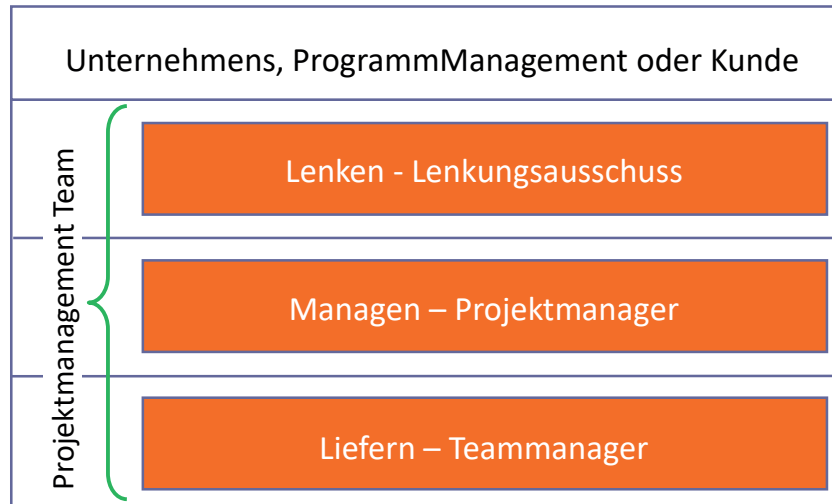 Unternehmens, ProgrammManagement oder Kunde
Projektmanagement Team
Lenken - Lenkungsausschuss
Managen – Projektmanager
Liefern – Teammanager